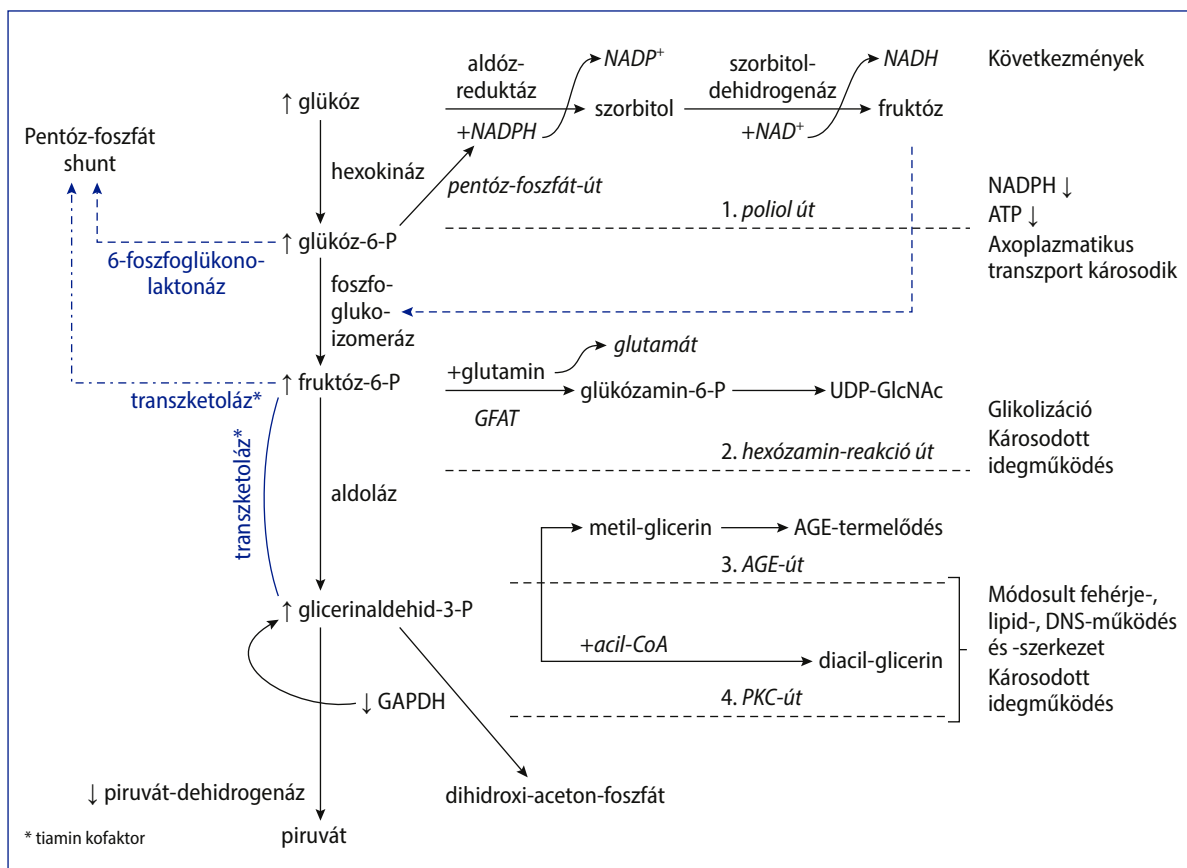 aldóz-
reduktáz
NADP⁺
szorbitol-
dehidrogenáz
NADH
Következmények
↑ glükóz
szorbitol
fruktóz
+NADPH
+NAD⁺
Pentóz-foszfát
shunt
hexokináz
pentóz-foszfát-út
1. poliol út
NADPH ↓
ATP ↓
Axoplazmatikus
transzport károsodik
↑ glükóz-6-P
6-foszfoglükono-
laktonáz
foszfo-
gluko-
izomeráz
↑ fruktóz-6-P
+glutamin
glutamát
glükózamin-6-P
UDP-GlcNAc
GFAT
transzketoláz*
transzketoláz*
2. hexózamin-reakció út
Glikolizáció
Károsodott
idegműködés
aldoláz
metil-glicerin
AGE-termelődés
3. AGE-út
↑ glicerinaldehid-3-P
+acil-CoA
diacil-glicerin
Módosult fehérje-,
lipid-, DNS-működés
és -szerkezet
Károsodott
idegműködés
↓ GAPDH
4. PKC-út
↓ piruvát-dehidrogenáz
dihidroxi-aceton-foszfát
* tiamin kofaktor
piruvát